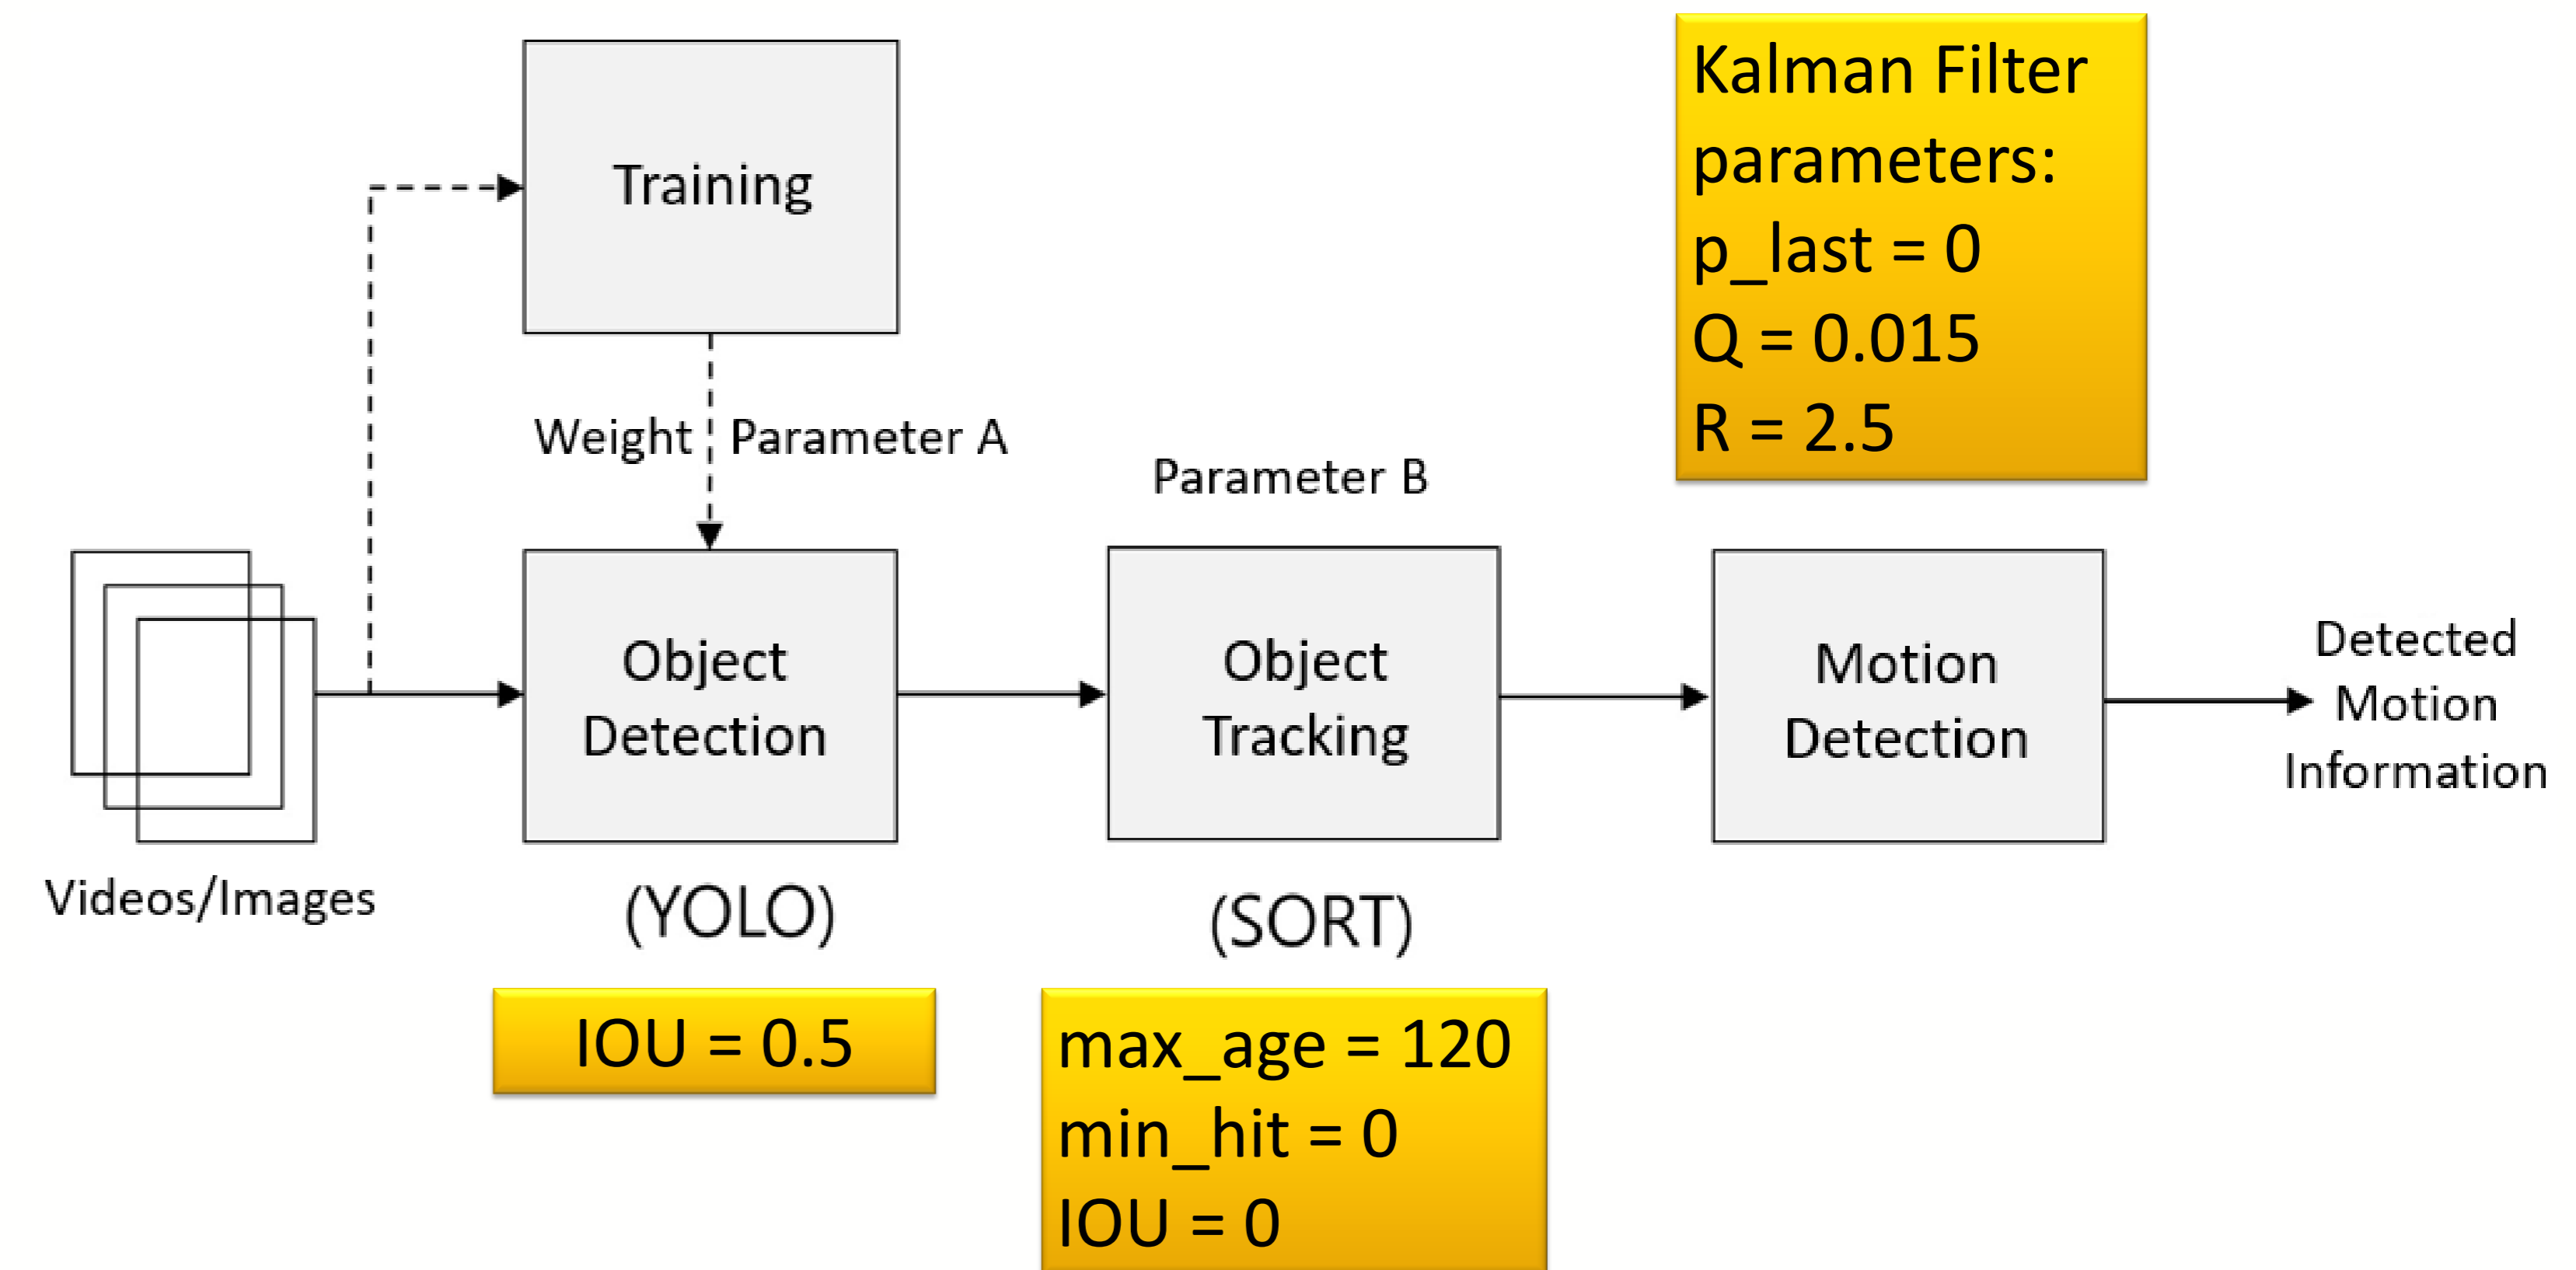 Training
Kalman Filter
parameters:
p_last = 0
Q = 0.015
R = 2.5
Weight
Parameter A
Parameter B
Videos/Images
Object
Detection
(YOLO)
IOU = 0.5
Object
Tracking
(SORT)
max_age = 120
min_hit = 0
IOU = 0
Motion
Detection
Detected
Motion
Information